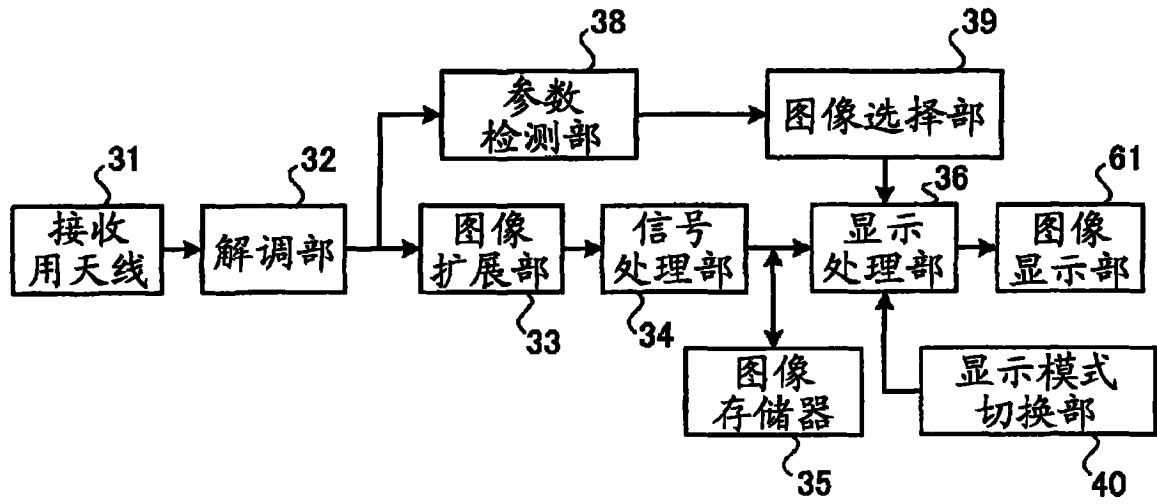 38
参数
检测部
39
图像选择部
31
接收
用天线
32
解调部
图像
扩展部
33
信号
处理部
34
36
显示
处理部
61
图像
显示部
图像
存储器
35
显示模式
切换部
40